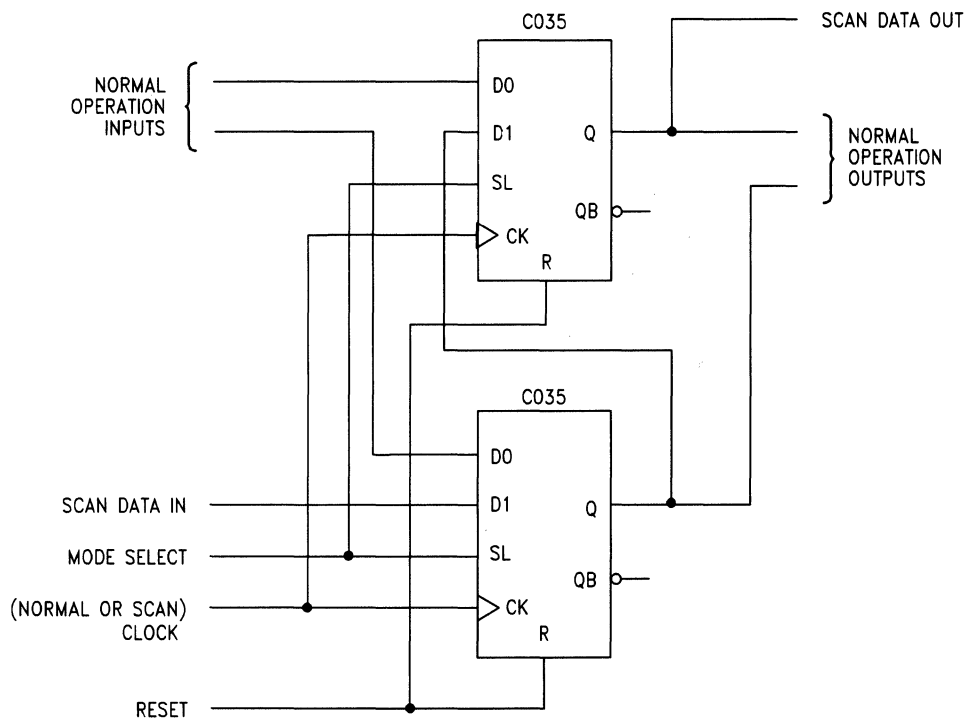 C035
SCAN DATA OUT
NORMAL
OPERATION
INPUTS
D0
D1
SL
CK
R
Q
QB
NORMAL
OPERATION
OUTPUTS
C035
D0
D1
SL
CK
R
Q
QB
SCAN DATA IN
MODE SELECT
(NORMAL OR SCAN)
CLOCK
RESET